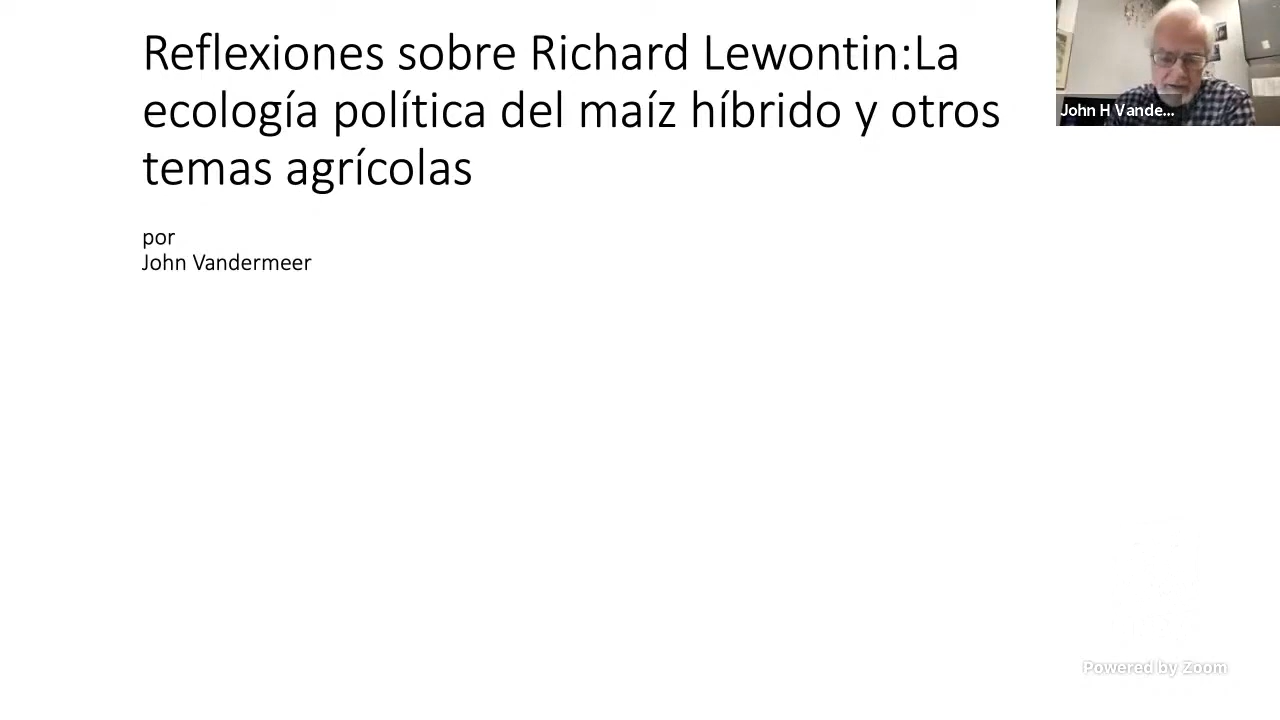 Reflexiones sobre Richard Lewontin:La
ecología política del maíz híbrido y otros
temas agrícolas
por
John Vandermeer
John H Vande...
Powered by Zoom